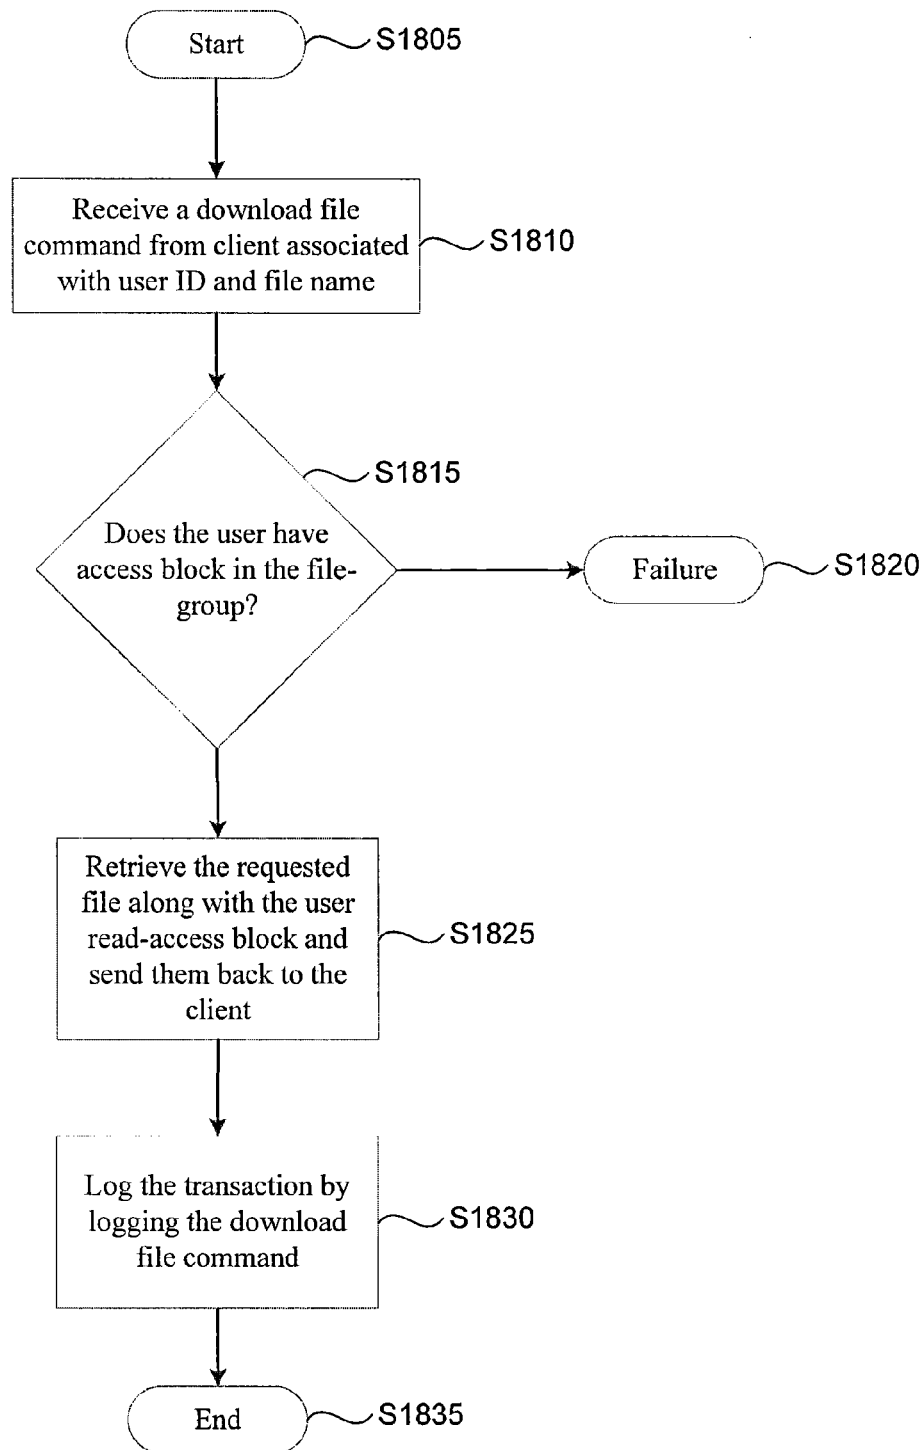 Start
S1805
Receive a download file
command from client associated
with user ID and file name
S1810
S1815
Does the user have
access block in the file-
group?
Failure
S1820
Retrieve the requested
file along with the user
read-access block and
send them back to the
client
S1825
Log the transaction by
logging the download
file command
S1830
End
S1835